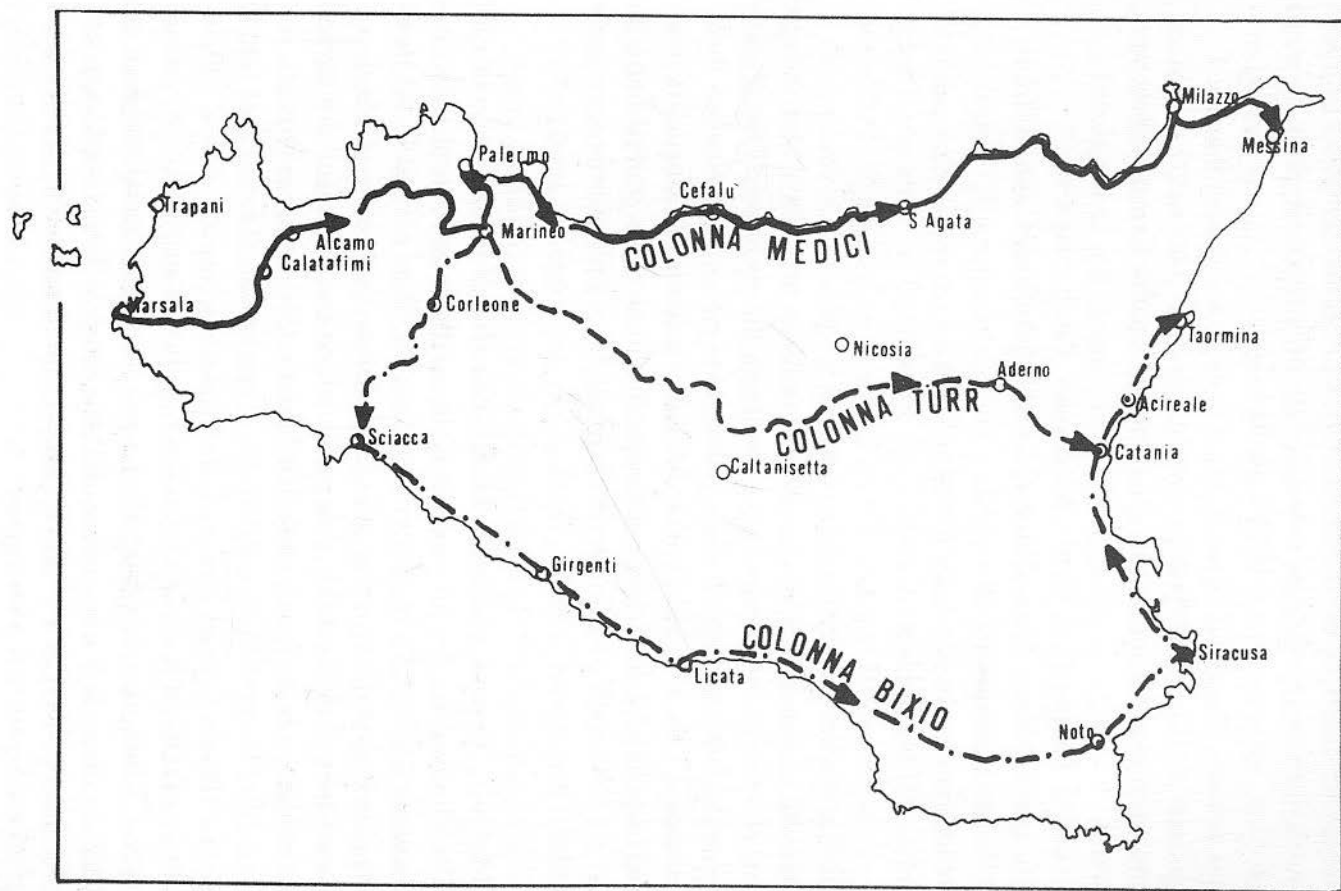 Milazzo
Messina
Palermo
Trapani
Cefalù
S Agata
Alcamo
Marineo
Calatafimi
COLONNA MEDICI
Marsala
Corleone
Taormina
Nicosia
Aderno
Acireale
COLONNA TURR
Sciacca
Catania
Caltanisetta
Girgenti
COLONNA BIXIO
Licata
Siracusa
Noto